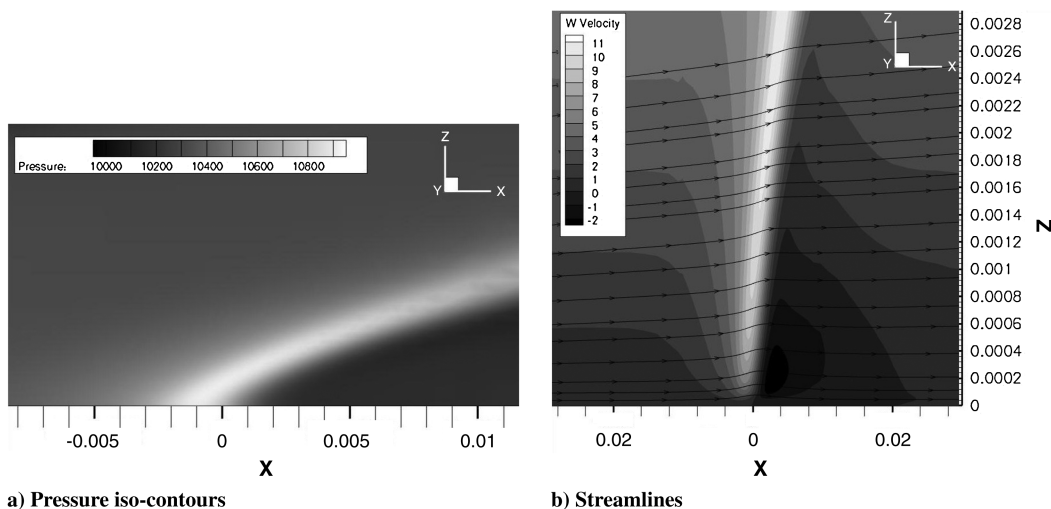 Pressure:
10000 10200 10400 10600 10800
Z
Y X
-0.005 0 0.005 0.01
X
a) Pressure iso-contours
W Velocity
11
10
9
8
7
6
5
4
3
2
1
0
-1
-2
Z
Y X
0.0028
0.0026
0.0024
0.0022
0.002
0.0018
0.0016
0.0014
0.0012
0.001
0.0008
0.0006
0.0004
0.0002
0
Z
0.02 0 0.02
X
b) Streamlines